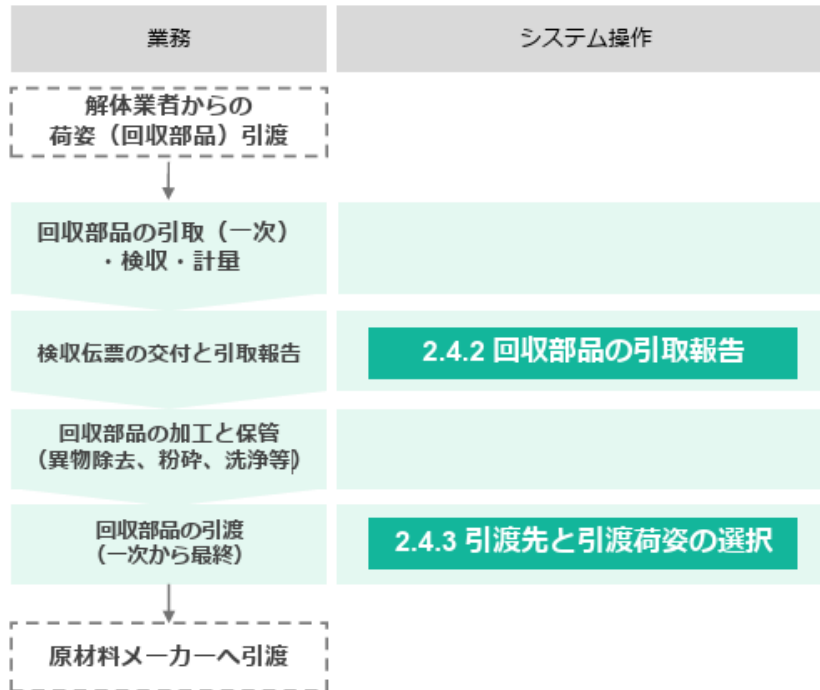 業務
システム操作
解体業者からの
荷姿（回収部品）引渡
回収部品の引取（一次）
・検収・計量
検収伝票の交付と引取報告
2.4.2 回収部品の引取報告
回収部品の加工と保管
(異物除去、粉砕、洗浄等)
回収部品の引渡
(一次から最終)
2.4.3 引渡先と引渡荷姿の選択
原材料メーカーへ引渡